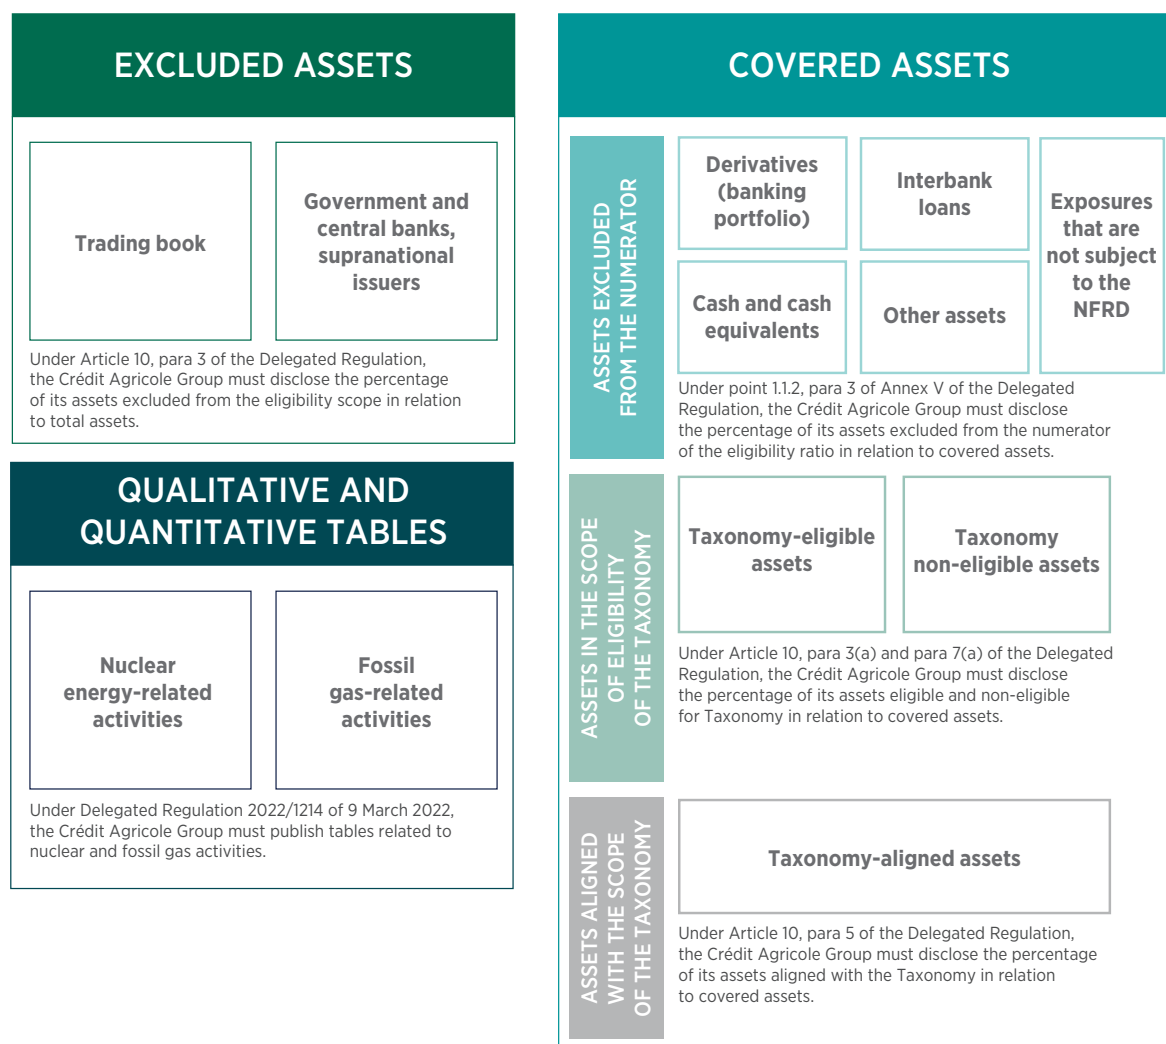 EXCLUDED ASSETS
Trading book
Government and
central banks,
supranational
issuers
Under Article 10, para 3 of the Delegated Regulation,
the Crédit Agricole Group must disclose the percentage
of its assets excluded from the eligibility scope in relation
to total assets.
QUALITATIVE AND
QUANTITATIVE TABLES
Nuclear
energy-related
activities
Fossil
gas-related
activities
Under Delegated Regulation 2022/1214 of 9 March 2022,
the Crédit Agricole Group must publish tables related to
nuclear and fossil gas activities.
COVERED ASSETS
ASSETS EXCLUDED
FROM THE NUMERATOR
Derivatives
(banking
portfolio)
Interbank
loans
Exposures
that are
not subject
to the
NFRD
Cash and cash
equivalents
Other assets
Under point 1.1.2, para 3 of Annex V of the Delegated
Regulation, the Crédit Agricole Group must disclose
the percentage of its assets excluded from the numerator
of the eligibility ratio in relation to covered assets.
ASSETS IN THE SCOPE
OF ELIGIBILITY
OF THE TAXONOMY
Taxonomy-eligible
assets
Taxonomy
non-eligible assets
Under Article 10, para 3(a) and para 7(a) of the Delegated
Regulation, the Crédit Agricole Group must disclose
the percentage of its assets eligible and non-eligible
for Taxonomy in relation to covered assets.
ASSETS ALIGNED
WITH THE SCOPE
OF THE TAXONOMY
Taxonomy-aligned assets
Under Article 10, para 5 of the Delegated Regulation,
the Crédit Agricole Group must disclose the percentage
of its assets aligned with the Taxonomy in relation
to covered assets.